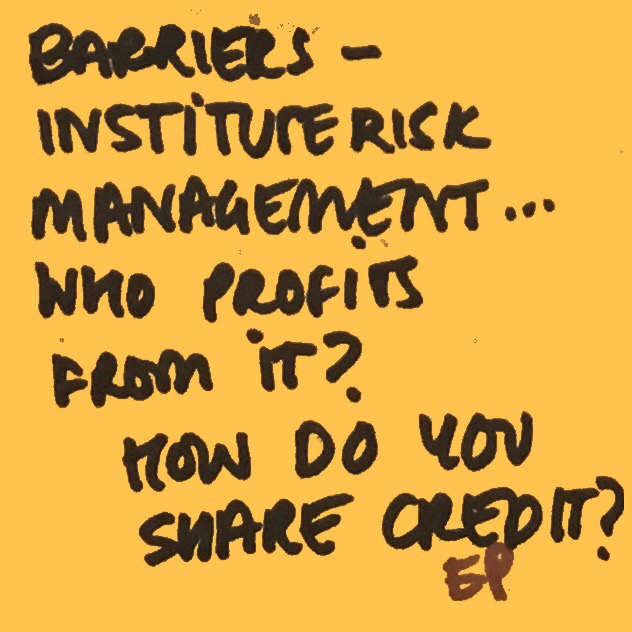 BARRIERS -
INSTITUTE RISK
MANAGEMENT...
WHO PROFITS
FROM IT?
HOW DO YOU
SHARE CREDIT?
EP